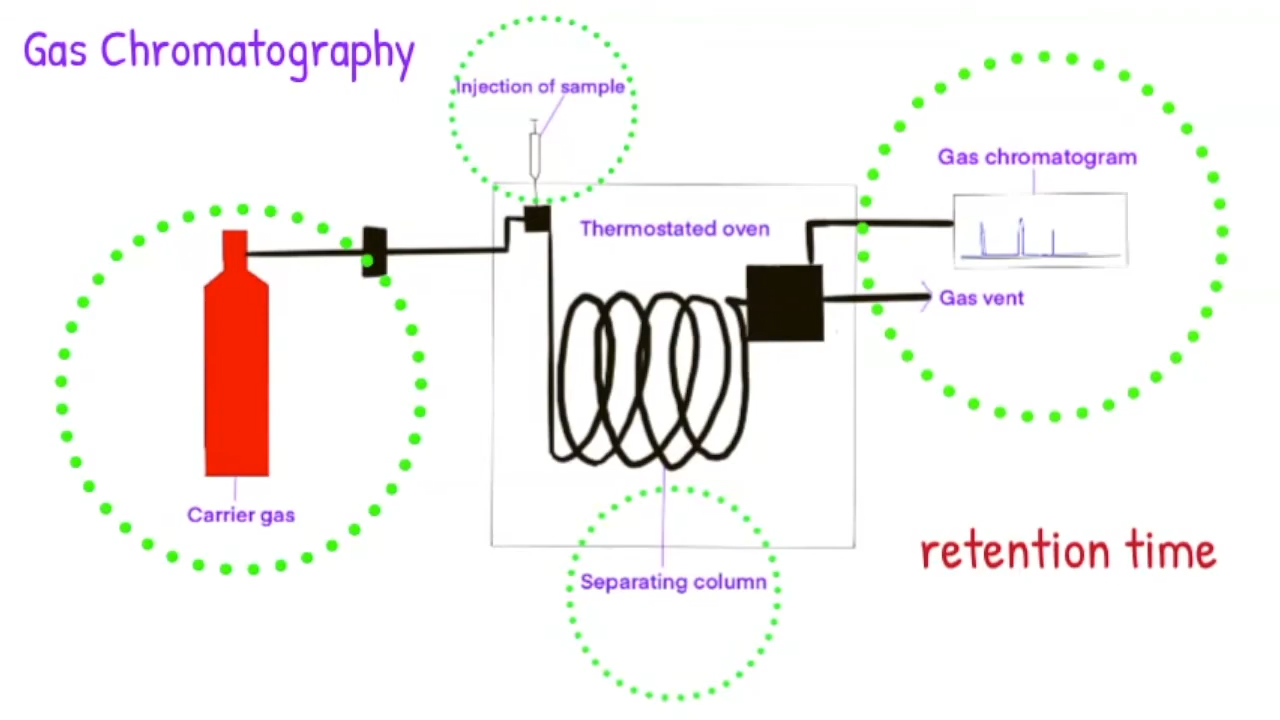 Gas Chromatography
Injection of sample
Gas chromatogram
Thermostated oven
Gas vent
Carrier gas
retention time
Separating column